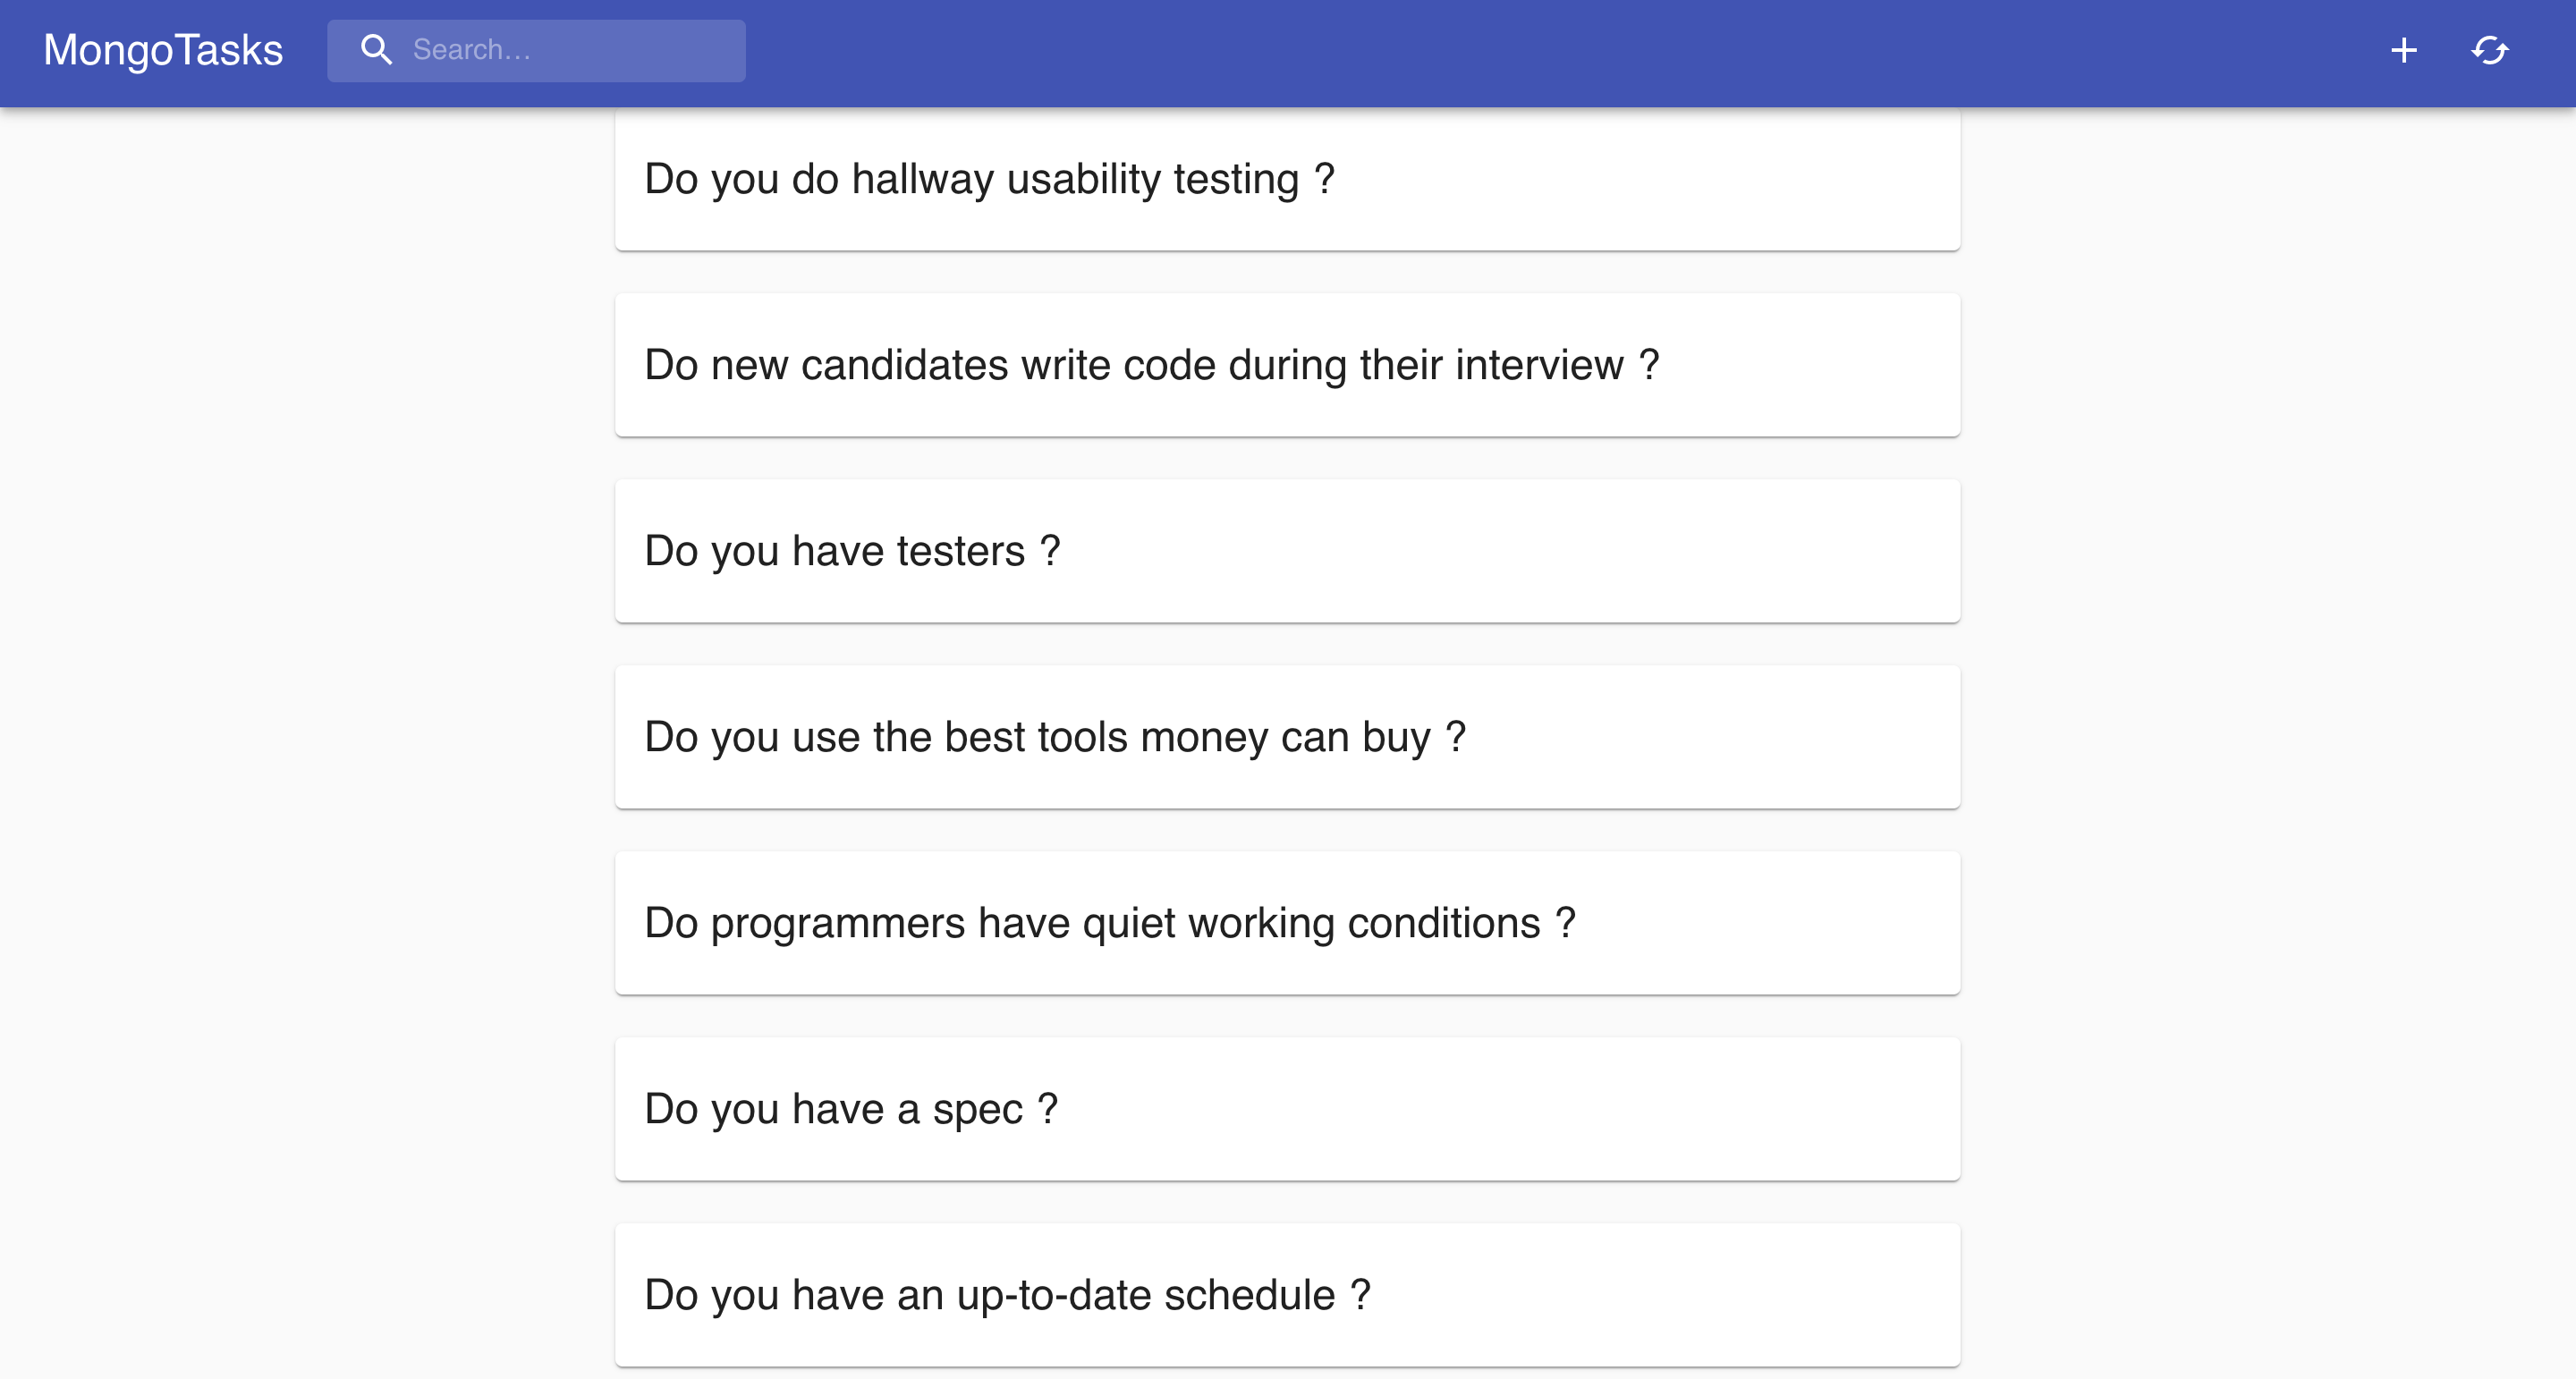 MongoTasks
Search...
Do you do hallway usability testing ?
Do new candidates write code during their interview ?
Do you have testers ?
Do you use the best tools money can buy ?
Do programmers have quiet working conditions ?
Do you have a spec ?
Do you have an up-to-date schedule ?